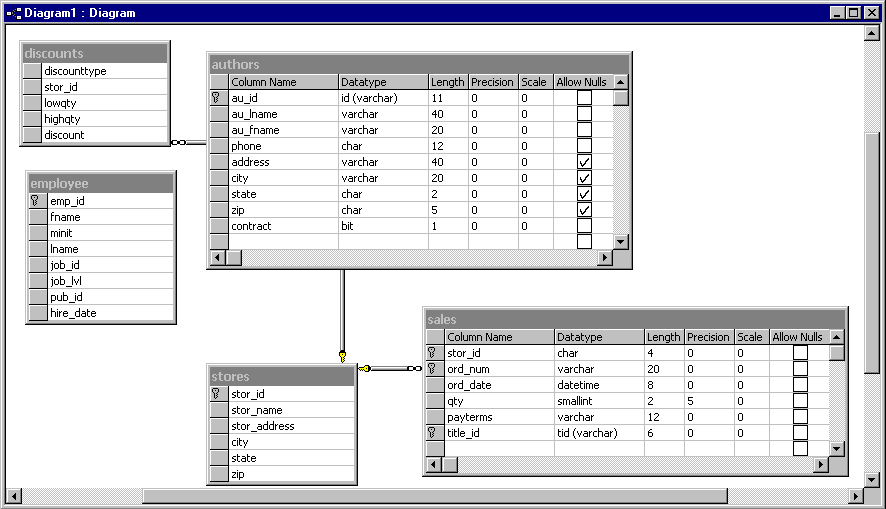 Diagram1 : Diagram
discounts
discounttype
stor_id
lowqty
highqty
discount
authors
Column Name Datatype Length Precision Scale Allow Nulls
au_id id (varchar) 11 0 0
au_lname varchar 40 0 0
au_fname varchar 20 0 0
phone char 12 0 0
address varchar 40 0 0
city varchar 20 0 0
state char 2 0 0
zip char 5 0 0
contract bit 1 0 0
employee
emp_id
fname
minit
lname
job_id
job_lvl
pub_id
hire_date
sales
Column Name Datatype Length Precision Scale Allow Nulls
stor_id char 4 0 0
ord_num varchar 20 0 0
ord_date datetime 8 0 0
qty smallint 2 5 0
payterms varchar 12 0 0
title_id tid (varchar) 6 0 0
stores
stor_id
stor_name
stor_address
city
state
zip